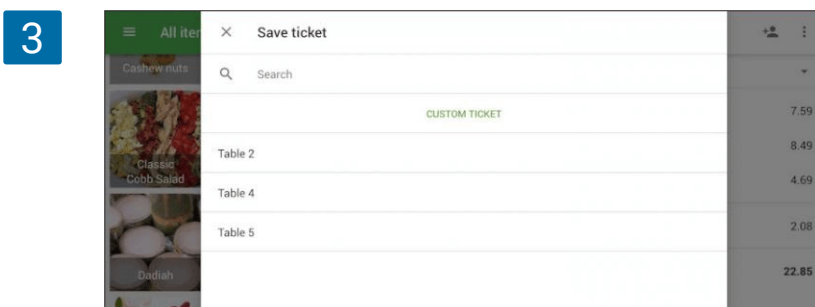 3
All iter
Save ticket
Cashew nuts
Search
CUSTOM TICKET
7.59
Classic
Cobb Salad
Table 2
8.49
4.69
Table 4
Table 5
2.08
Dadiah
22.85